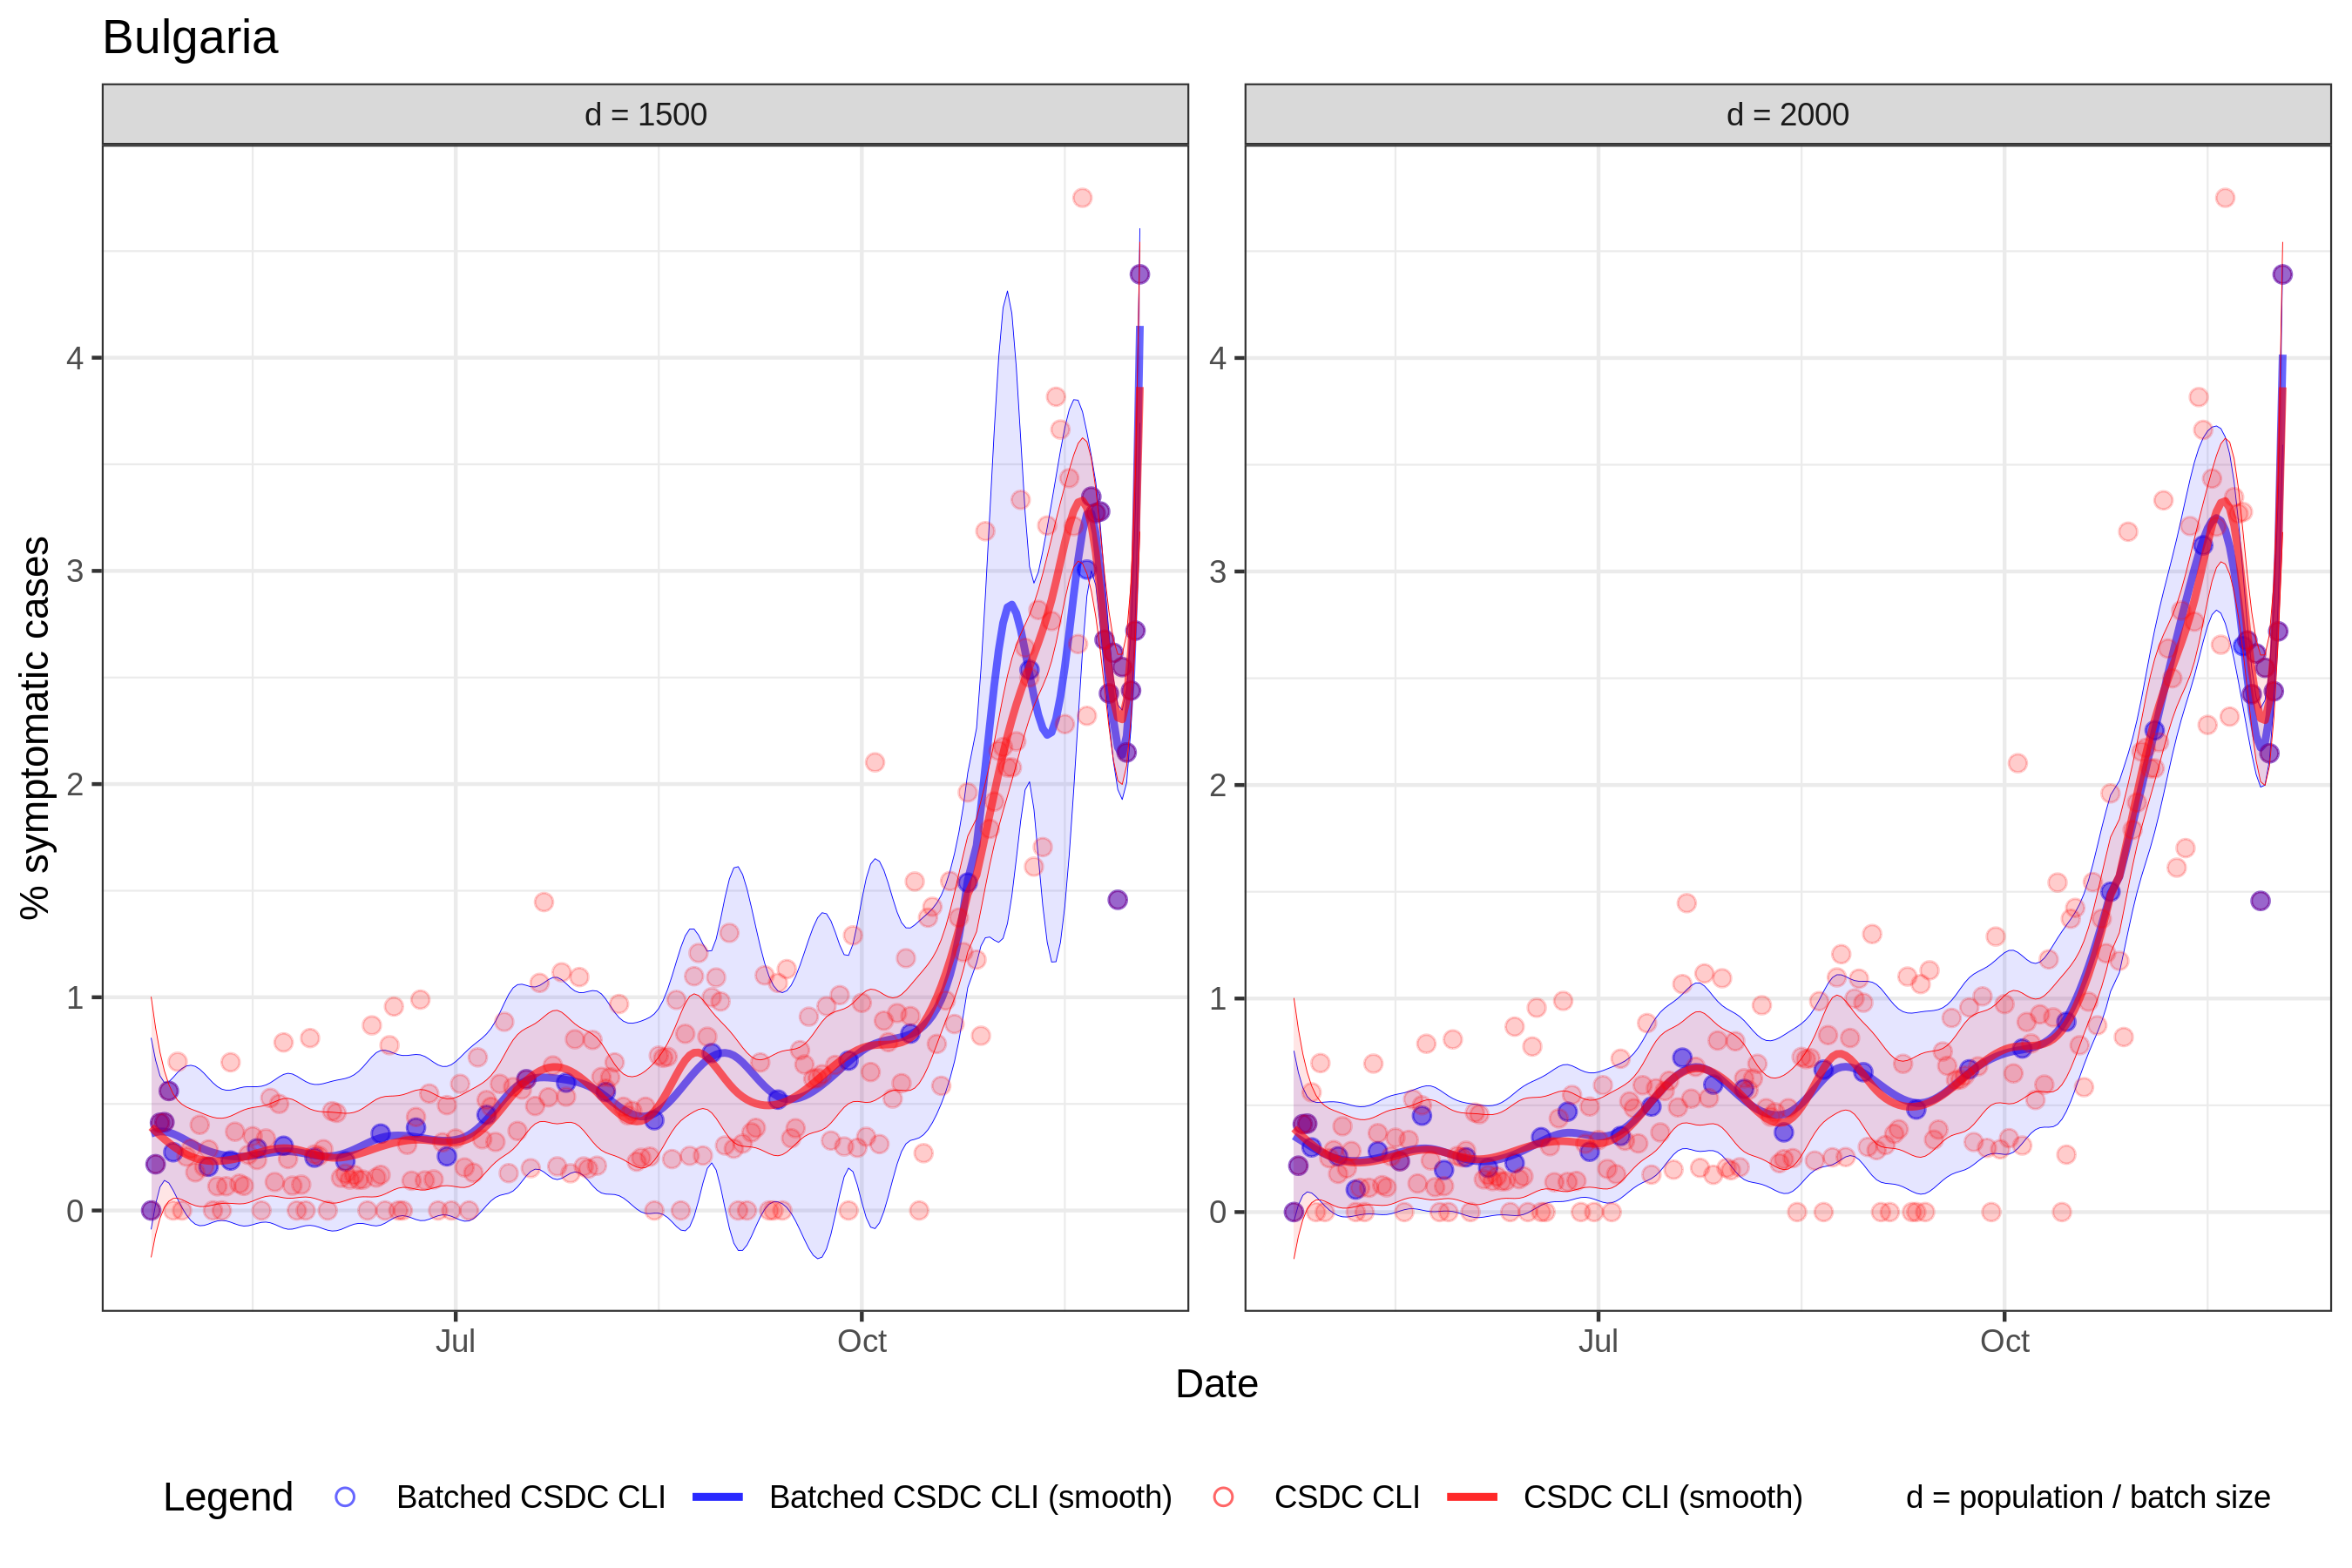 Bulgaria
d = 1500
d = 2000
% symptomatic cases
4
3
2
1
0
4
3
2
1
0
Jul
Oct
Jul
Oct
Date
Legend Batched CSDC CLI Batched CSDC CLI (smooth) CSDC CLI CSDC CLI (smooth) d = population / batch size